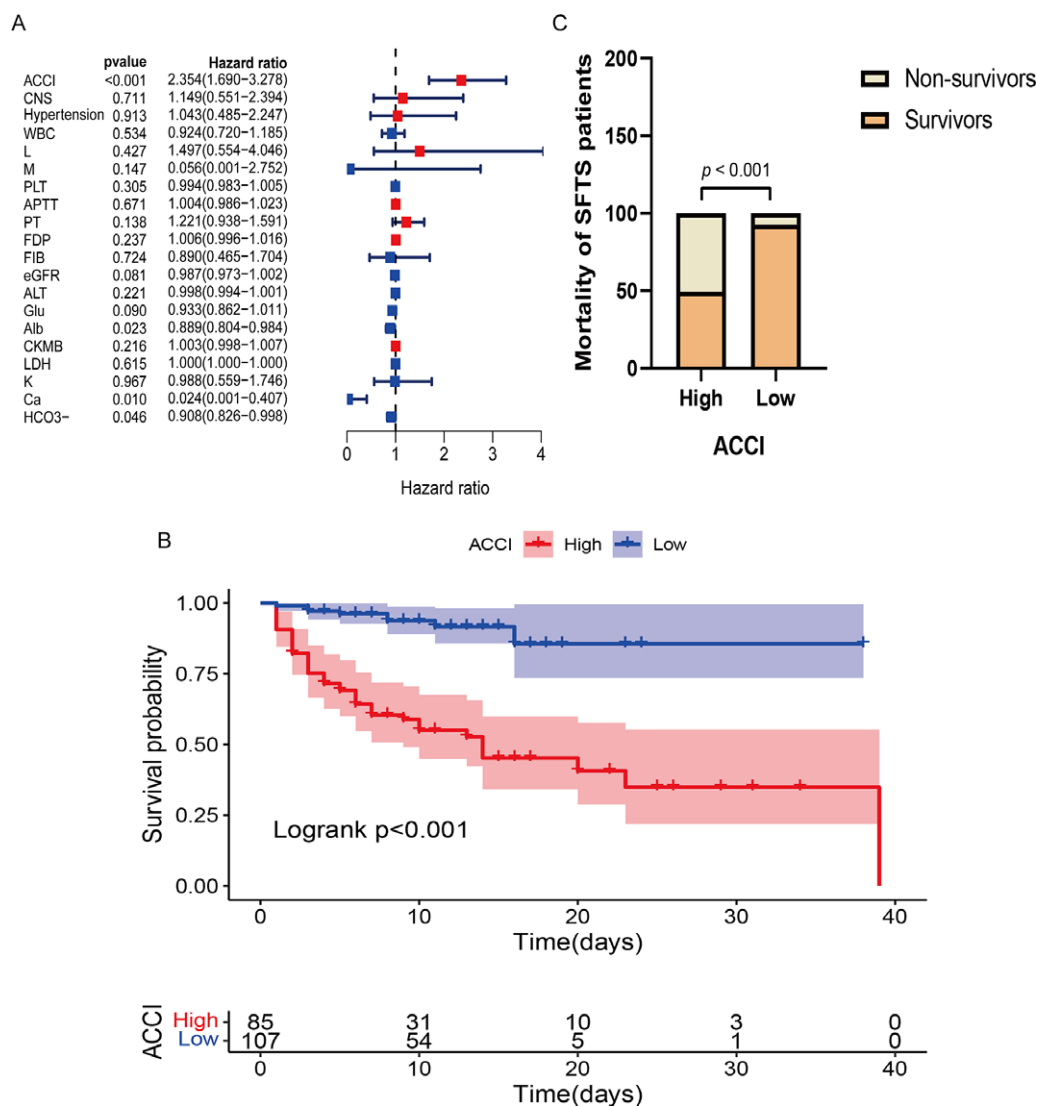 A
pvalue Hazard ratio
ACCI <0.001 2.354(1.690−3.278)
CNS 0.711 1.149(0.551−2.394)
Hypertension 0.913 1.043(0.485−2.247)
WBC 0.534 0.924(0.720−1.185)
L 0.427 1.497(0.554−4.046)
M 0.147 0.056(0.001−2.752)
PLT 0.305 0.994(0.983−1.005)
APTT 0.671 1.004(0.986−1.023)
PT 0.138 1.221(0.938−1.591)
FDP 0.237 1.006(0.996−1.016)
FIB 0.724 0.890(0.465−1.704)
eGFR 0.081 0.987(0.973−1.002)
ALT 0.221 0.998(0.994−1.001)
Glu 0.090 0.933(0.862−1.011)
Alb 0.023 0.889(0.804−0.984)
CKMB 0.216 1.003(0.998−1.007)
LDH 0.615 1.000(1.000−1.000)
K 0.967 0.988(0.559−1.746)
Ca 0.010 0.024(0.001−0.407)
HCO3− 0.046 0.908(0.826−0.998)
0 1 2 3 4
Hazard ratio
C
Mortality of SFTS patients
200
150
100
50
0
p < 0.001
High Low
ACCI
Non-survivors
Survivors
B
ACCI High Low
Survival probability
1.00
0.75
0.50
0.25
0.00
Logrank p<0.001
0 10 20 30 40
Time(days)
ACCI
High 85 31 10 3 0
Low 107 54 5 1 0
0 10 20 30 40
Time(days)